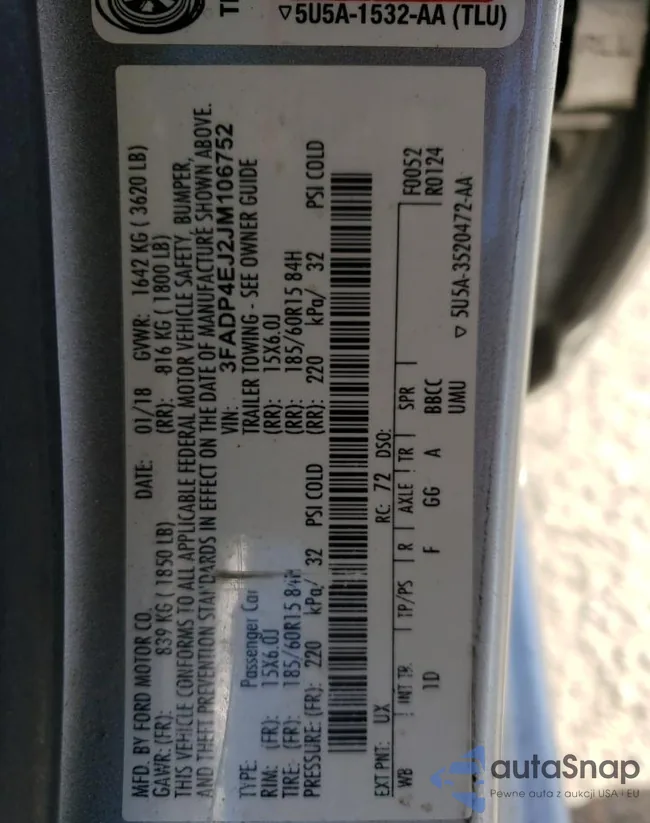 5U5A-1532-AA (TLU)
MFD. BY FORD MOTOR CO.
DATE: 01/18 GVWR: 1642 KG ( 3620 LB)
GAWR: (FR): 839 KG ( 1850 LB) (RR): 816 KG ( 1800 LB)
THIS VEHICLE CONFORMS TO ALL APPLICABLE FEDERAL MOTOR VEHICLE SAFETY, BUMPER,
AND THEFT PREVENTION STANDARDS IN EFFECT ON THE DATE OF MANUFACTURE SHOWN ABOVE.
VIN: 3FADP4EJ2JM106752
TYPE: Passenger Car TRAILER TOWING - SEE OWNER GUIDE
RIM: (FR): 15X6.0J (RR): 15X6.0J
TIRE: (FR): 185/60R15 84H (RR): 185/60R15 84H
PRESSURE: (FR): 220 kPa/ 32 PSI COLD (RR): 220 kPa/ 32 PSI COLD
EXT PNT: UX RC: 72 DSO: F0052
WB INT TR TP/PS R AXLE TR SPR R0124
1D F GG A BBCC
UMU 5U5A-3520472-AA
autaSnap
Pewne auta z aukcji USA i EU